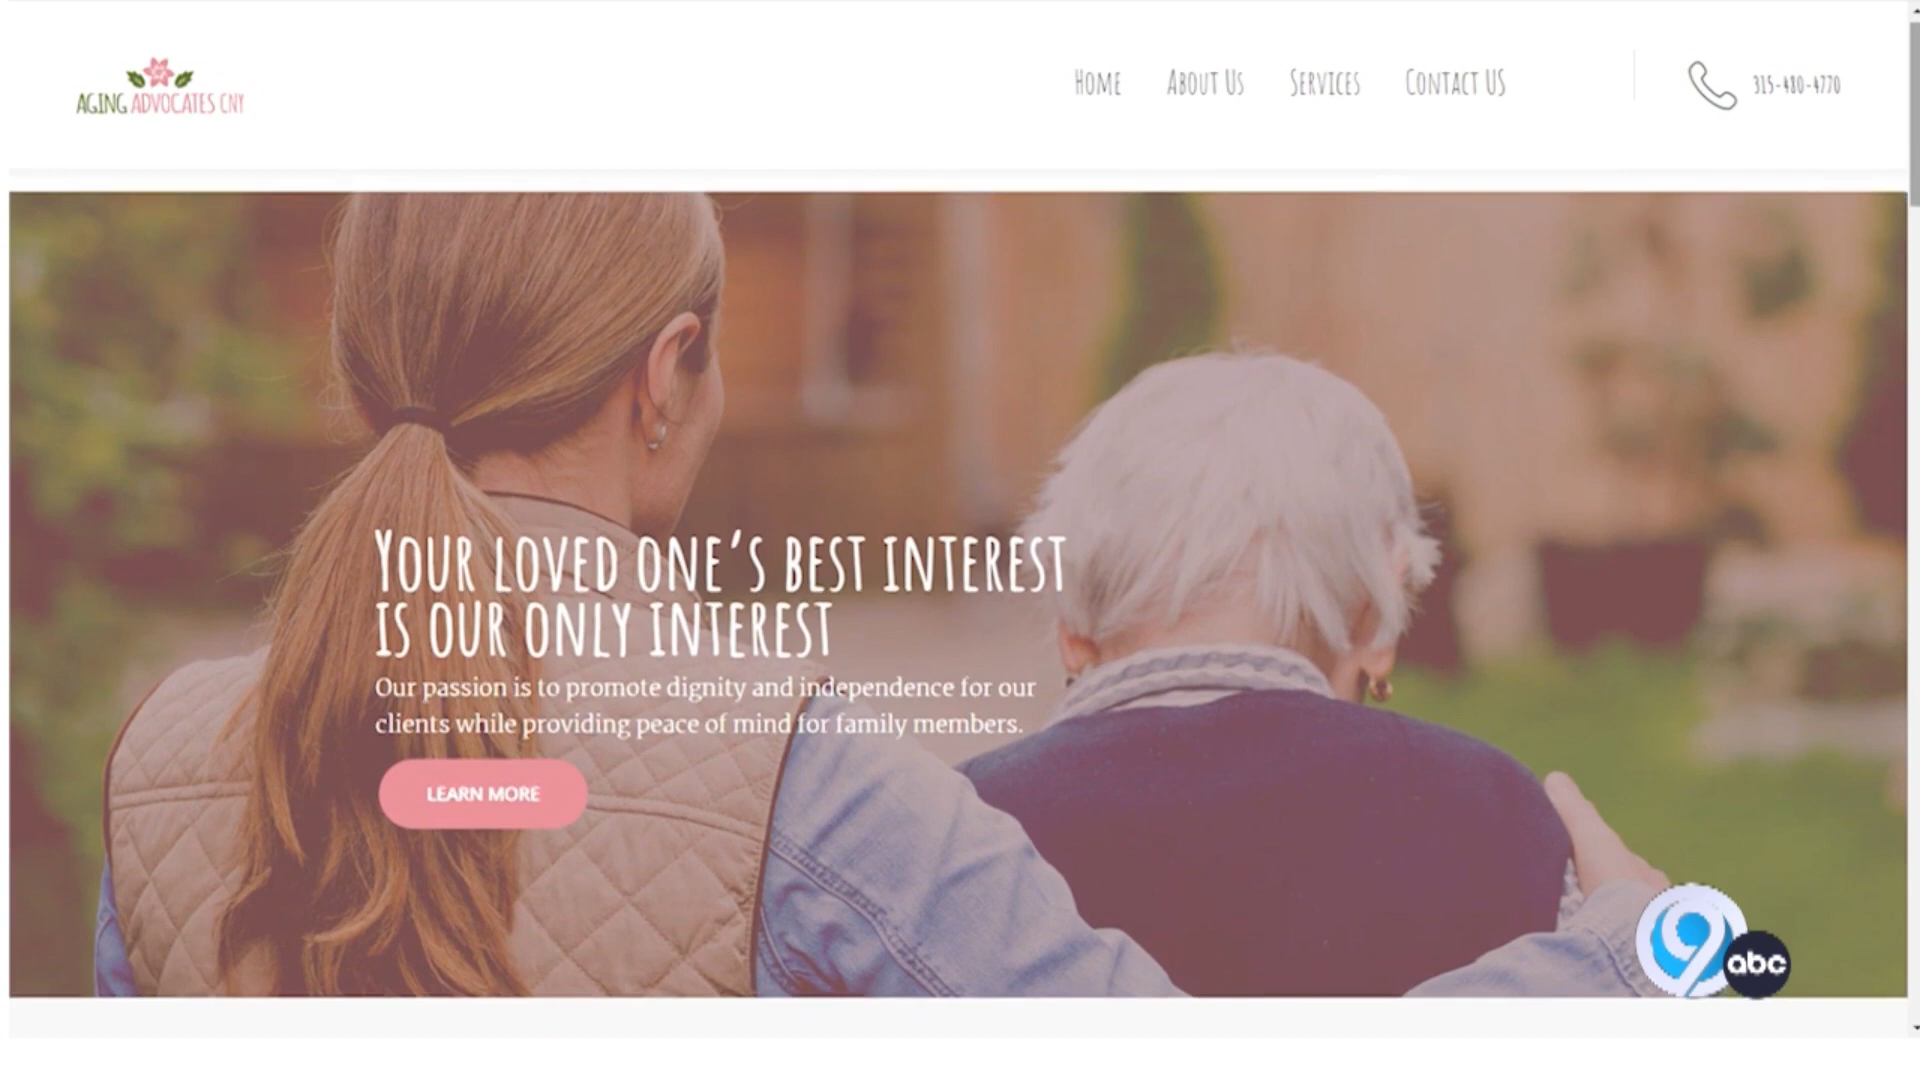 AGING ADVOCATES CNY
Home About Us Services Contact US
315-480-4770
Your loved one's best interest
is our only interest
Our passion is to promote dignity and independence for our
clients while providing peace of mind for family members.
LEARN MORE
9
abc